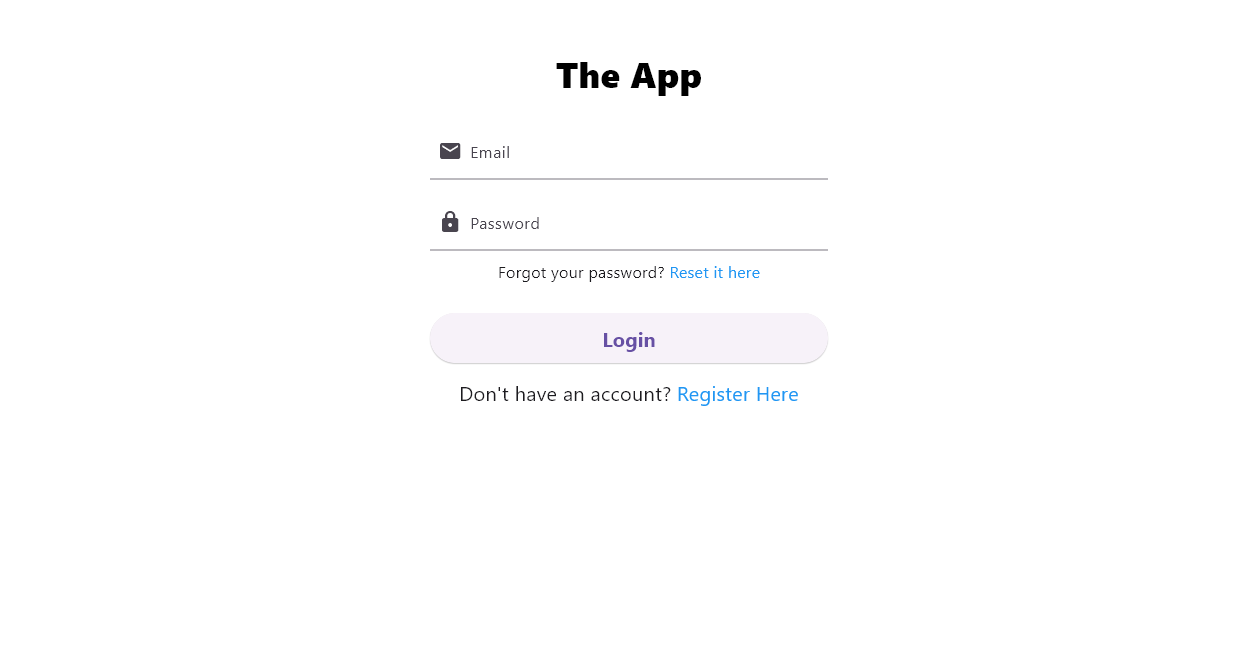 The App
Email
Password
Forgot your password? Reset it here
Login
Don't have an account? Register Here